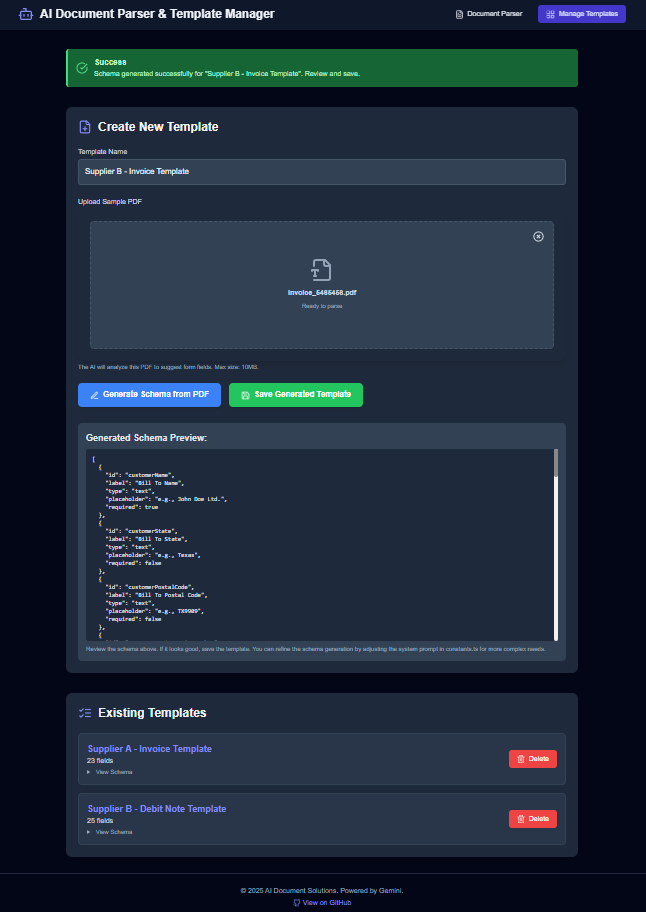 AI Document Parser & Template Manager
Document Parser
Manage Templates
Success
Schema generated successfully for "Supplier B - Invoice Template". Review and save.
Create New Template
Template Name
Supplier B - Invoice Template
Upload Sample PDF
Invoice_5465456.pdf
Ready to parse
The AI will analyze this PDF to suggest form fields. Max size: 10MB.
Generate Schema from PDF
Save Generated Template
Generated Schema Preview:
[
{
"id": "customerName",
"label": "Bill To Name",
"type": "text",
"placeholder": "e.g., John Doe Ltd.",
"required": true
},
{
"id": "customerState",
"label": "Bill To State",
"type": "text",
"placeholder": "e.g., Texas",
"required": false
},
{
"id": "customerPostalCode",
"label": "Bill To Postal Code",
"type": "text",
"placeholder": "e.g., TX9909",
"required": false
},
{
Review the schema above. If it looks good, save the template. You can refine the schema generation by adjusting the system prompt in constants.ts for more complex needs.
Existing Templates
Supplier A - Invoice Template
23 fields
View Schema
Delete
Supplier B - Debit Note Template
25 fields
View Schema
Delete
© 2025 AI Document Solutions. Powered by Gemini.
View on GitHub